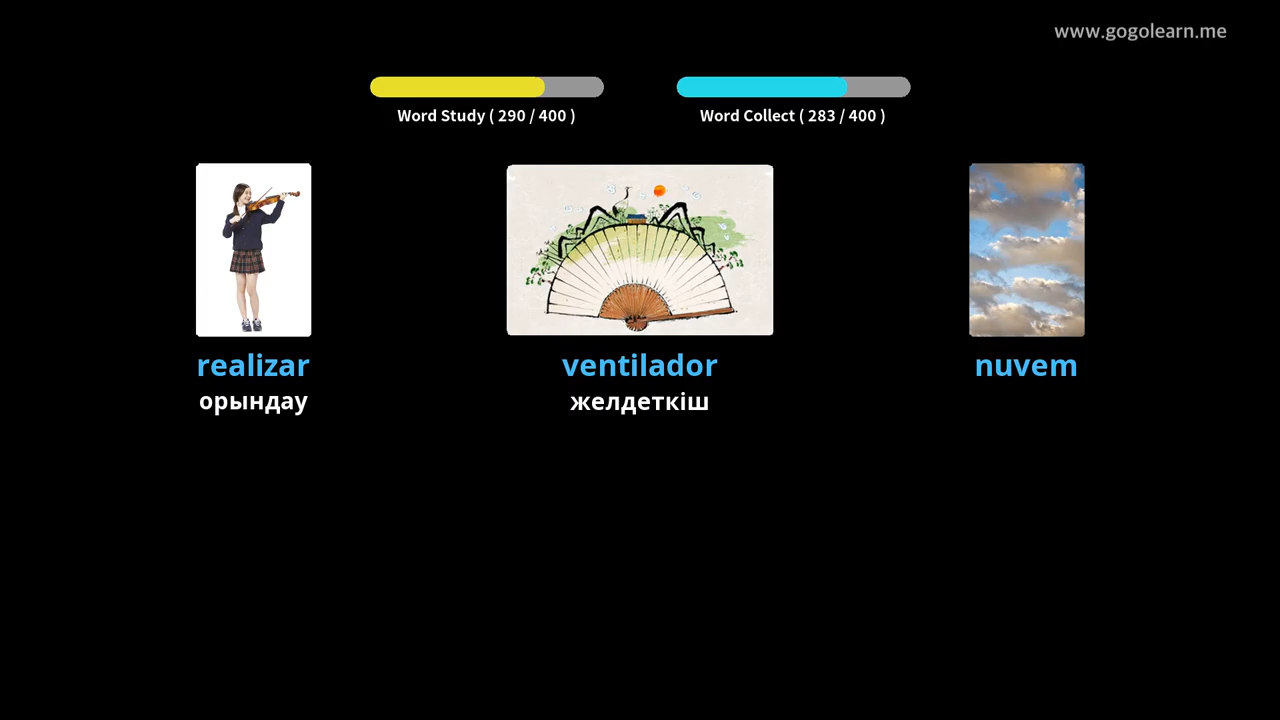 www.gogolearn.me
Word Study ( 290 / 400 )
Word Collect ( 283 / 400 )
realizar
орындау
ventilador
желдеткіш
nuvem